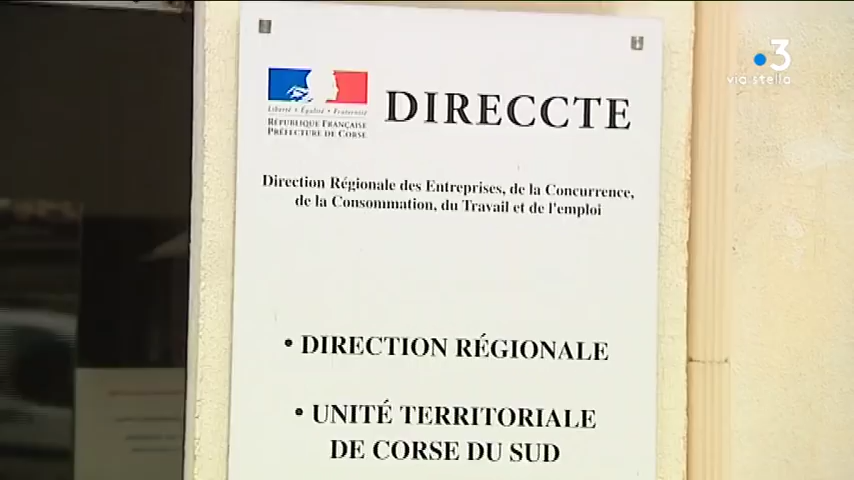 3
via stella
Liberté • Égalité • Fraternité
RÉPUBLIQUE FRANÇAISE
PRÉFECTURE DE CORSE
DIRECCTE
Direction Régionale des Entreprises, de la Concurrence,
de la Consommation, du Travail et de l'emploi
• DIRECTION RÉGIONALE
• UNITÉ TERRITORIALE
DE CORSE DU SUD